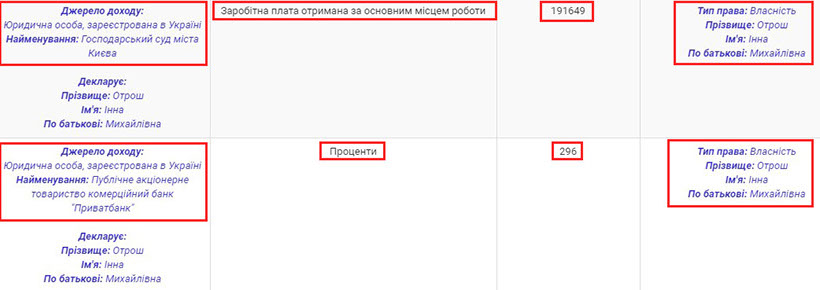 Джерело доходу:
Юридична особа, зареєстрована в Україні
Найменування: Господарський суд міста
Києва
Декларує:
Прізвище: Отрош
Ім'я: Інна
По батькові: Михайлівна
Заробітна плата отримана за основним місцем роботи
191649
Тип права: Власність
Прізвище: Отрош
Ім'я: Інна
По батькові: Михайлівна
Джерело доходу:
Юридична особа, зареєстрована в Україні
Найменування: Публічне акціонерне
товариство комерційний банк
"Приватбанк"
Декларує:
Прізвище: Отрош
Ім'я: Інна
По батькові: Михайлівна
Проценти
296
Тип права: Власність
Прізвище: Отрош
Ім'я: Інна
По батькові: Михайлівна